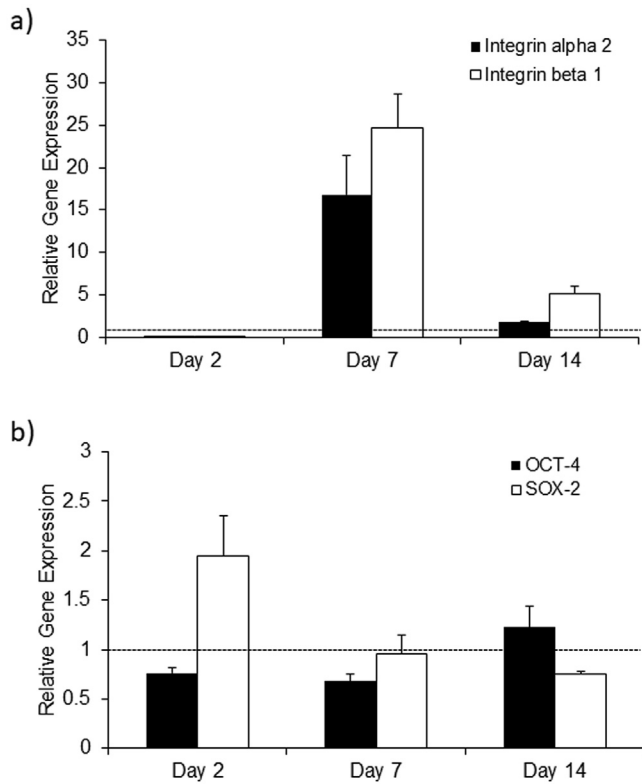 a)
Relative Gene Expression
35
30
25
20
15
10
5
0
Integrin alpha 2
Integrin beta 1
Day 2
Day 7
Day 14
b)
Relative Gene Expression
3
2.5
2
1.5
1
0.5
0
OCT-4
SOX-2
Day 2
Day 7
Day 14